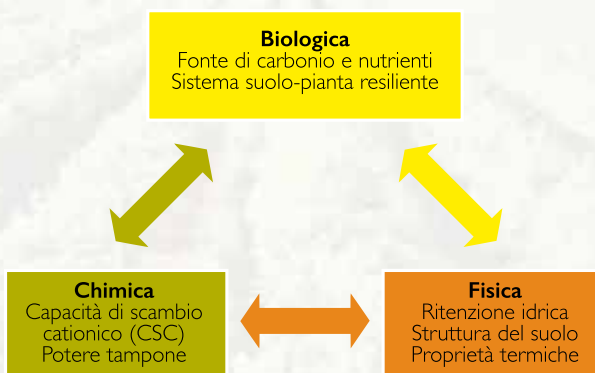 Biologica
Fonte di carbonio e nutrienti
Sistema suolo-pianta resiliente
Chimica
Capacità di scambio
cationico (CSC)
Potere tampone
Fisica
Ritenzione idrica
Struttura del suolo
Proprietà termiche